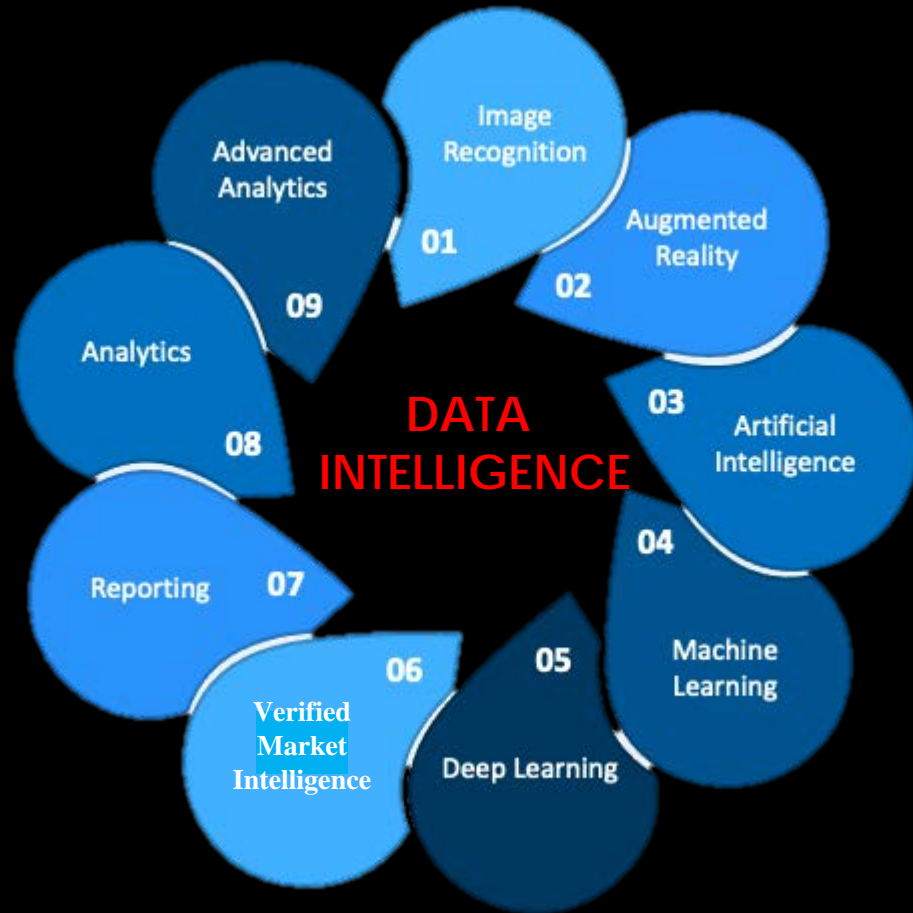 Image
Recognition
01
Augmented
Reality
02
03
Artificial
Intelligence
04
Machine
Learning
05
Deep Learning
06
Verified
Market
Intelligence
Reporting
07
Analytics
08
Advanced
Analytics
09
DATA
INTELLIGENCE